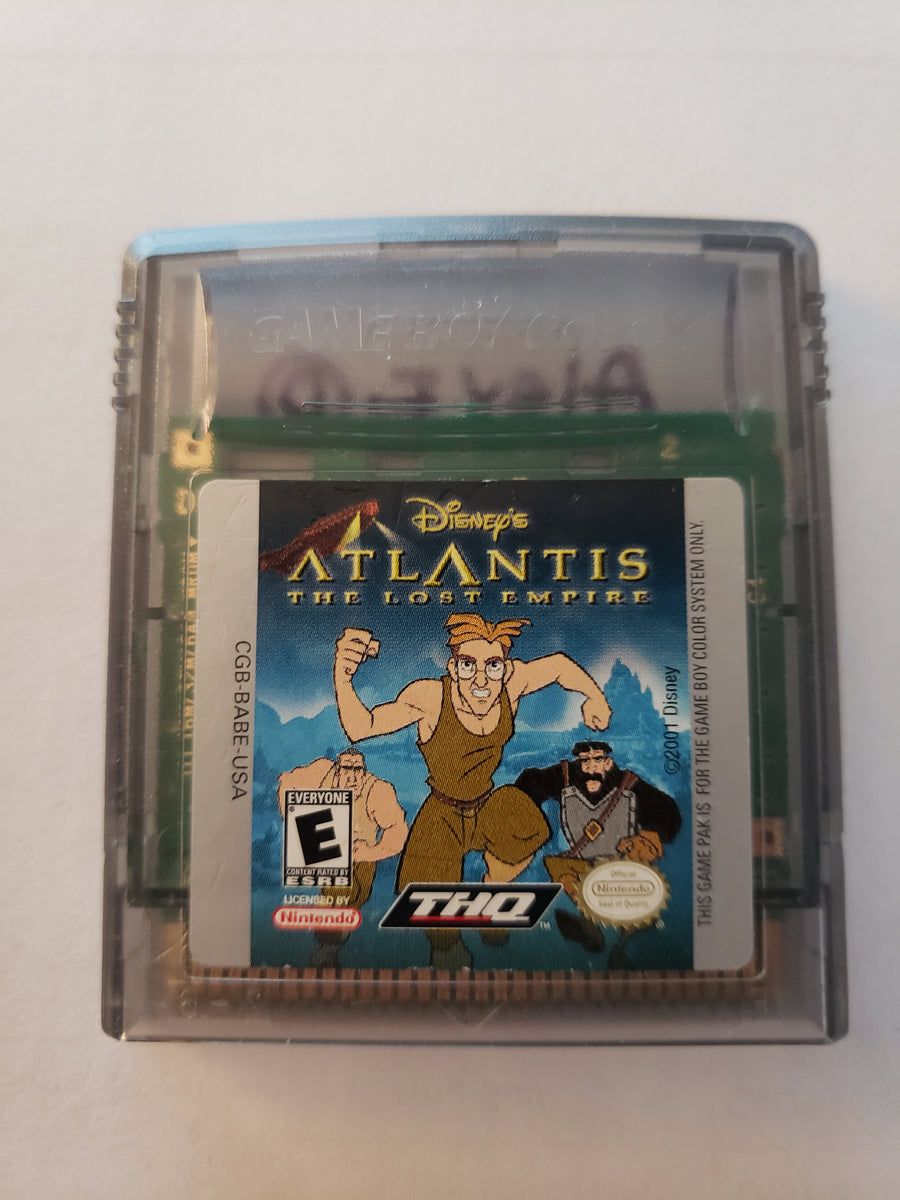 GAME BOY COLOR
Disney's
ATLANTIS
THE LOST EMPIRE
CGB-BABE-USA
©2001 Disney
THIS GAME PAK IS FOR THE GAME BOY COLOR SYSTEM ONLY.
EVERYONE
E
®
CONTENT RATED BY
ESRB
LICENSED BY
Nintendo
THQ
™
Official
Nintendo
Seal of Quality
®